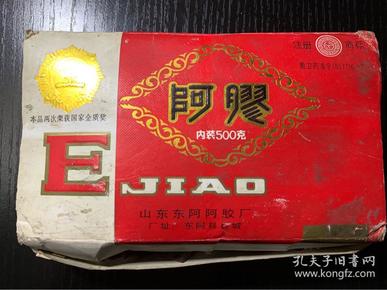 注册 商标
本品两次荣获国家金质奖
阿膠
内装500克
E JIAO
山东东阿阿胶厂
厂址 东阿县 城
孔夫子旧书网
www.kongfz.com